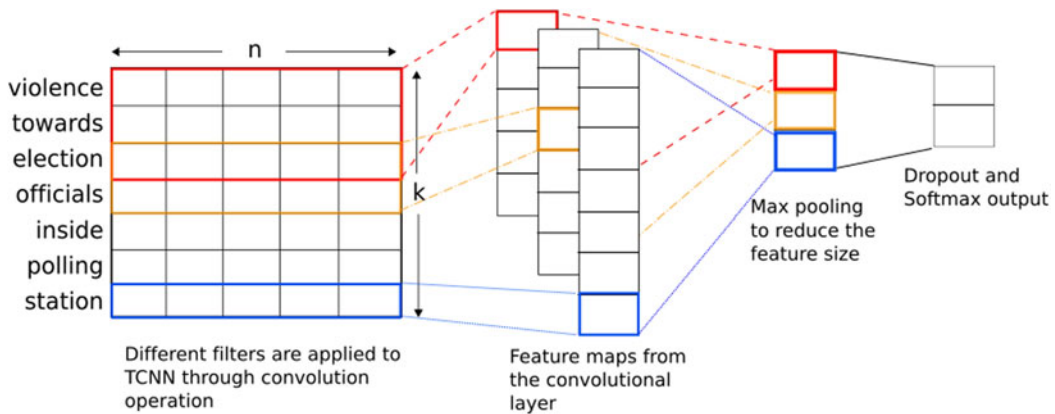 n
violence
towards
election
officials
inside
polling
station
k
Different filters are applied to
TCNN through convolution
operation
Feature maps from
the convolutional
layer
Max pooling
to reduce the
feature size
Dropout and
Softmax output